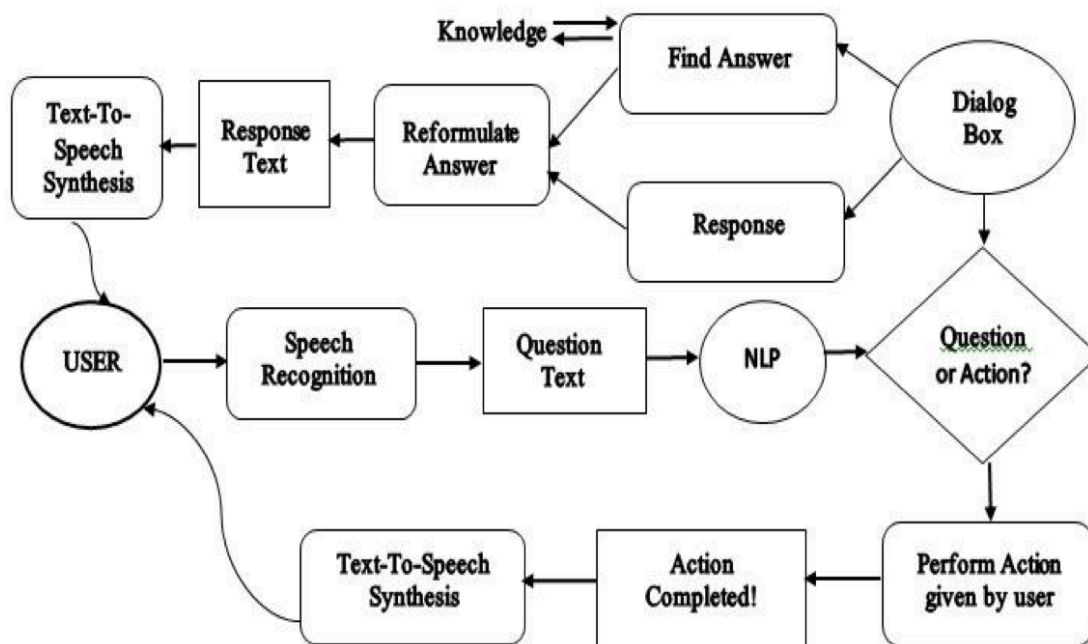 Knowledge
Find Answer
Dialog
Box
Text-To-
Speech
Synthesis
Response
Text
Reformulate
Answer
Response
USER
Speech
Recognition
Question
Text
NLP
Question
or Action?
Text-To-Speech
Synthesis
Action
Completed!
Perform Action
given by user